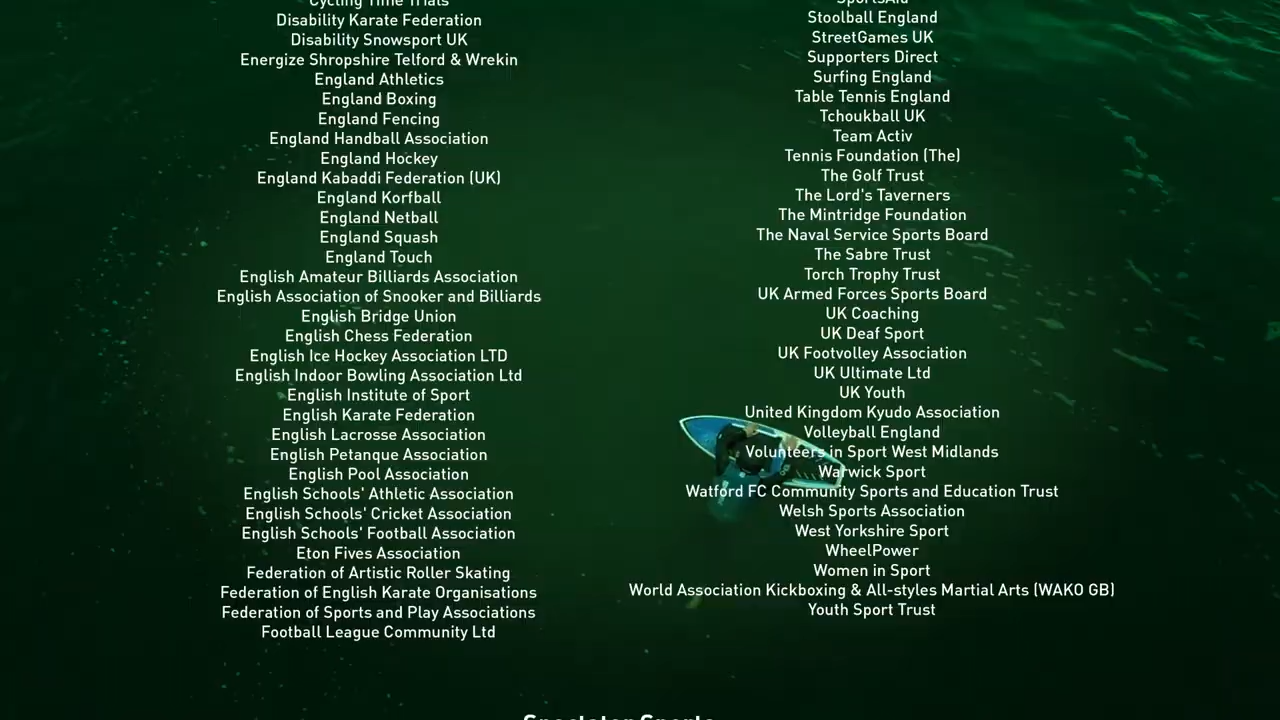 Cycling Time Trials
Disability Karate Federation
Disability Snowsport UK
Energize Shropshire Telford & Wrekin
England Athletics
England Boxing
England Fencing
England Handball Association
England Hockey
England Kabaddi Federation (UK)
England Korfball
England Netball
England Squash
England Touch
English Amateur Billiards Association
English Association of Snooker and Billiards
English Bridge Union
English Chess Federation
English Ice Hockey Association LTD
English Indoor Bowling Association Ltd
English Institute of Sport
English Karate Federation
English Lacrosse Association
English Petanque Association
English Pool Association
English Schools' Athletic Association
English Schools' Cricket Association
English Schools' Football Association
Eton Fives Association
Federation of Artistic Roller Skating
Federation of English Karate Organisations
Federation of Sports and Play Associations
Football League Community Ltd
SportsAid
Stoolball England
StreetGames UK
Supporters Direct
Surfing England
Table Tennis England
Tchoukball UK
Team Activ
Tennis Foundation (The)
The Golf Trust
The Lord's Taverners
The Mintridge Foundation
The Naval Service Sports Board
The Sabre Trust
Torch Trophy Trust
UK Armed Forces Sports Board
UK Coaching
UK Deaf Sport
UK Footvolley Association
UK Ultimate Ltd
UK Youth
United Kingdom Kyudo Association
Volleyball England
Volunteers in Sport West Midlands
Warwick Sport
Watford FC Community Sports and Education Trust
Welsh Sports Association
West Yorkshire Sport
WheelPower
Women in Sport
World Association Kickboxing & All-styles Martial Arts (WAKO GB)
Youth Sport Trust
Spectator Sports